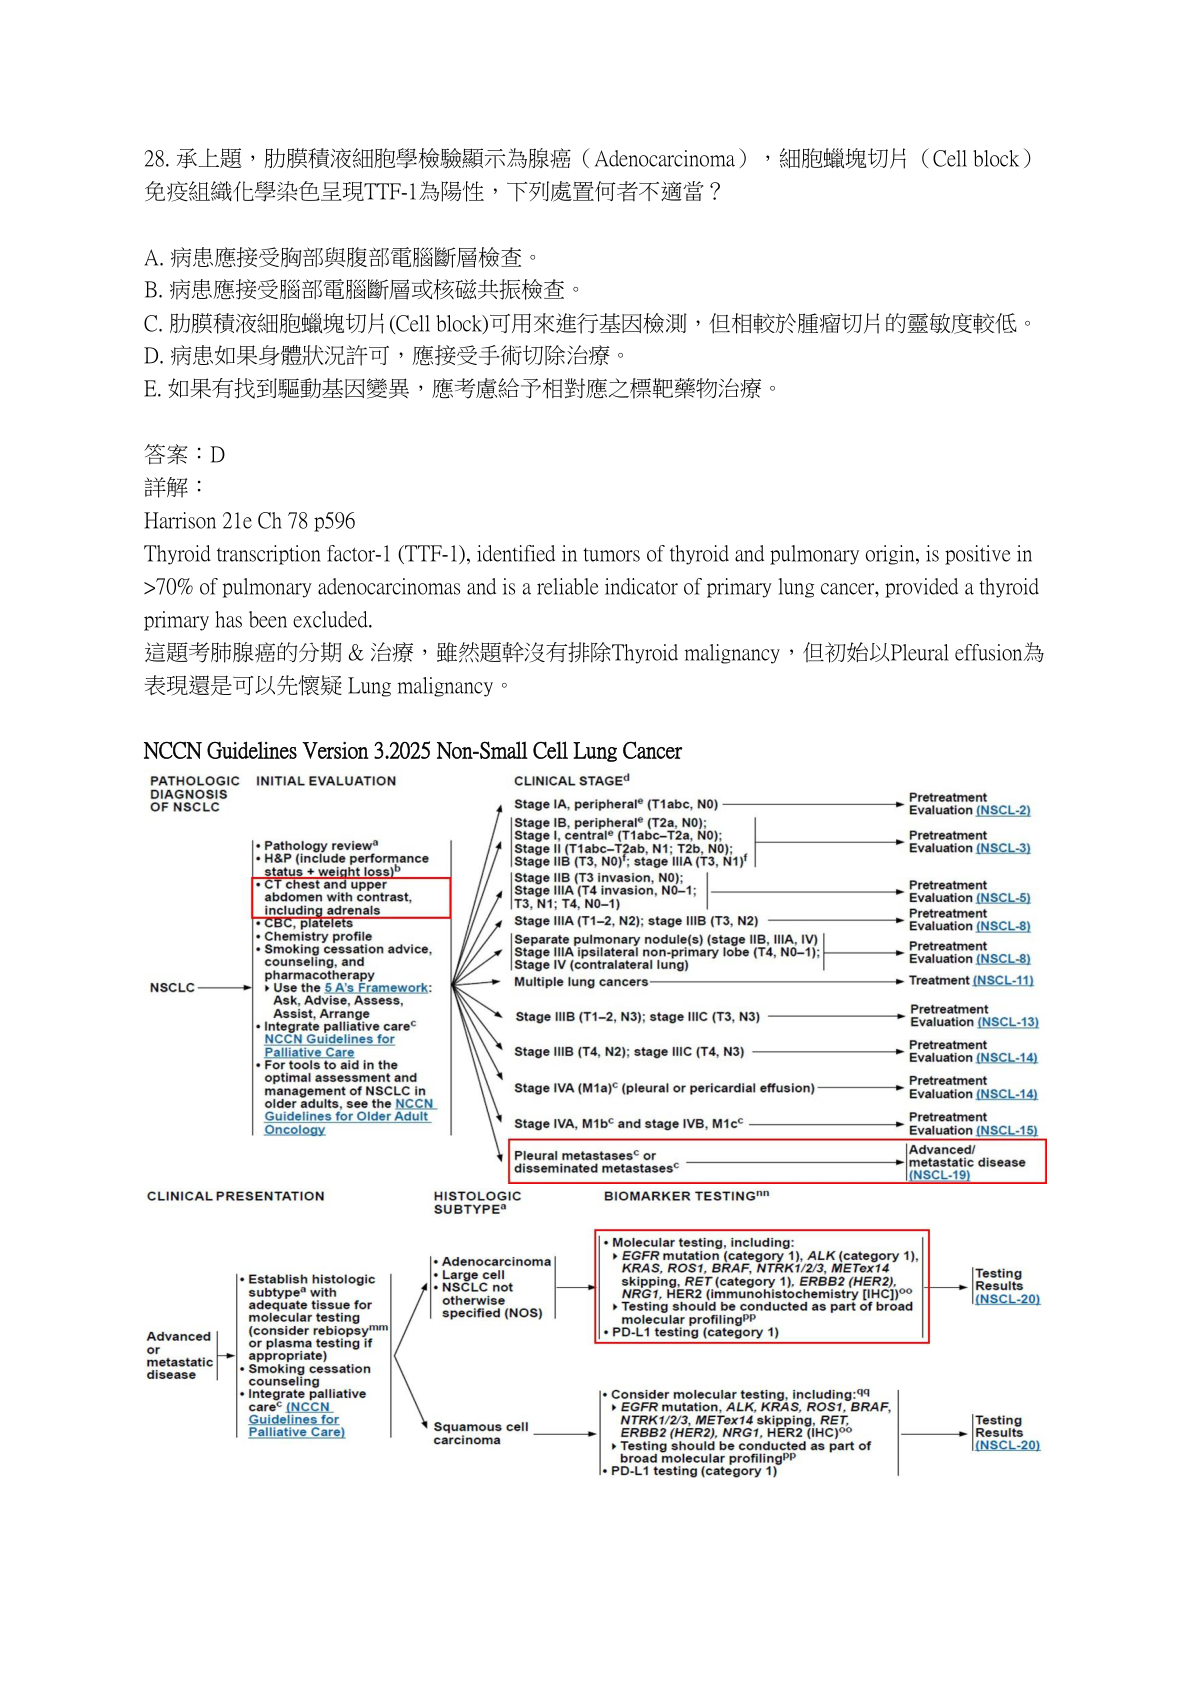 28. 承上題，肋膜積液細胞學檢驗顯示為腺癌（Adenocarcinoma），細胞蠟塊切片（Cell block）
免疫組織化學染色呈現TTF-1為陽性，下列處置何者不適當？
A. 病患應接受胸部與腹部電腦斷層檢查。
B. 病患應接受腦部電腦斷層或核磁共振檢查。
C. 肋膜積液細胞蠟塊切片(Cell block)可用來進行基因檢測，但相較於腫瘤切片的靈敏度較低。
D. 病患如果身體狀況許可，應接受手術切除治療。
E. 如果有找到驅動基因變異，應考慮給予相對應之標靶藥物治療。
答案：D
詳解：
Harrison 21e Ch 78 p596
Thyroid transcription factor-1 (TTF-1), identified in tumors of thyroid and pulmonary origin, is positive in
>70% of pulmonary adenocarcinomas and is a reliable indicator of primary lung cancer, provided a thyroid
primary has been excluded.
這題考肺腺癌的分期 & 治療，雖然題幹沒有排除Thyroid malignancy，但初始以Pleural effusion為
表現還是可以先懷疑 Lung malignancy。
NCCN Guidelines Version 3.2025 Non-Small Cell Lung Cancer
PATHOLOGIC
DIAGNOSIS
OF NSCLC
INITIAL EVALUATION
CLINICAL STAGEd
NSCLC
• Pathology reviewa
• H&P (include performance
status + weight loss)b
• CT chest and upper
abdomen with contrast,
including adrenals
• CBC, platelets
• Chemistry profile
• Smoking cessation advice,
counseling, and
pharmacotherapy
▸ Use the 5 A's Framework:
Ask, Advise, Assess,
Assist, Arrange
• Integrate palliative carec
NCCN Guidelines for
Palliative Care
• For tools to aid in the
optimal assessment and
management of NSCLC in
older adults, see the NCCN
Guidelines for Older Adult
Oncology
Stage IA, peripherale (T1abc, N0)
Pretreatment
Evaluation (NSCL-2)
Stage IB, peripherale (T2a, N0);
Stage I, centrale (T1abc–T2a, N0);
Stage II (T1abc–T2ab, N1; T2b, N0);
Stage IIB (T3, N0)f; stage IIIA (T3, N1)f
Pretreatment
Evaluation (NSCL-3)
Stage IIB (T3 invasion, N0);
Stage IIIA (T4 invasion, N0–1;
T3, N1; T4, N0–1)
Pretreatment
Evaluation (NSCL-5)
Stage IIIA (T1–2, N2); stage IIIB (T3, N2)
Pretreatment
Evaluation (NSCL-8)
Separate pulmonary nodule(s) (stage IIB, IIIA, IV)
Stage IIIA ipsilateral non-primary lobe (T4, N0–1);
Stage IV (contralateral lung)
Pretreatment
Evaluation (NSCL-8)
Multiple lung cancers
Treatment (NSCL-11)
Stage IIIB (T1–2, N3); stage IIIC (T3, N3)
Pretreatment
Evaluation (NSCL-13)
Stage IIIB (T4, N2); stage IIIC (T4, N3)
Pretreatment
Evaluation (NSCL-14)
Stage IVA (M1a)c (pleural or pericardial effusion)
Pretreatment
Evaluation (NSCL-14)
Stage IVA, M1bc and stage IVB, M1cc
Pretreatment
Evaluation (NSCL-15)
Pleural metastasesc or
disseminated metastasesc
Advanced/
metastatic disease
(NSCL-19)
CLINICAL PRESENTATION
HISTOLOGIC
SUBTYPEa
BIOMARKER TESTINGnn
Advanced
or
metastatic
disease
• Establish histologic
subtypea with
adequate tissue for
molecular testing
(consider rebiopsymm
or plasma testing if
appropriate)
• Smoking cessation
counseling
• Integrate palliative
carec (NCCN
Guidelines for
Palliative Care)
• Adenocarcinoma
• Large cell
• NSCLC not
otherwise
specified (NOS)
• Molecular testing, including:
▸ EGFR mutation (category 1), ALK (category 1),
KRAS, ROS1, BRAF, NTRK1/2/3, METex14
skipping, RET (category 1), ERBB2 (HER2),
NRG1, HER2 (immunohistochemistry [IHC])oo
▸ Testing should be conducted as part of broad
molecular profilingpp
• PD-L1 testing (category 1)
Testing
Results
(NSCL-20)
Squamous cell
carcinoma
• Consider molecular testing, including:qq
▸ EGFR mutation, ALK, KRAS, ROS1, BRAF,
NTRK1/2/3, METex14 skipping, RET,
ERBB2 (HER2), NRG1, HER2 (IHC)oo
▸ Testing should be conducted as part of
broad molecular profilingpp
• PD-L1 testing (category 1)
Testing
Results
(NSCL-20)